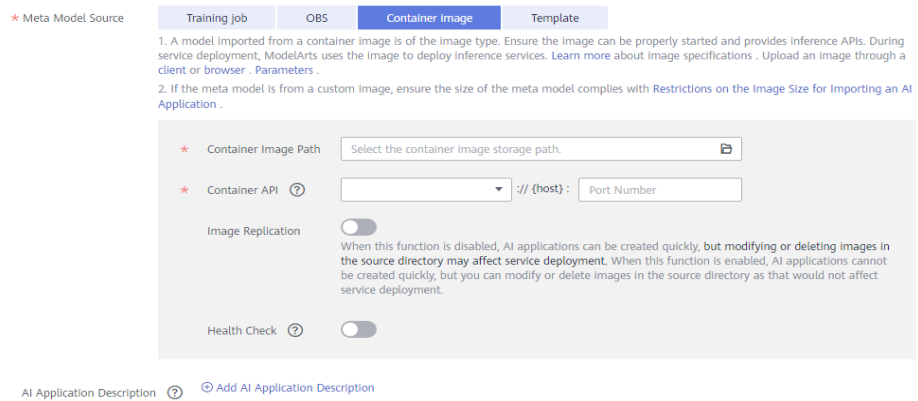 * Meta Model Source Training job OBS Container Image Template
1. A model imported from a container image is of the image type. Ensure the image can be properly started and provides inference APIs. During
service deployment, ModelArts uses the image to deploy inference services. Learn more about image specifications . Upload an image through a
client or browser . Parameters .
2. If the meta model is from a custom image, ensure the size of the meta model complies with Restrictions on the Image Size for Importing an AI
Application .
* Container Image Path Select the container image storage path.
* Container API ? :// {host} : Port Number
Image Replication
When this function is disabled, AI applications can be created quickly, but modifying or deleting images in
the source directory may affect service deployment. When this function is enabled, AI applications cannot
be created quickly, but you can modify or delete images in the source directory as that would not affect
service deployment.
Health Check ?
AI Application Description ? Add AI Application Description